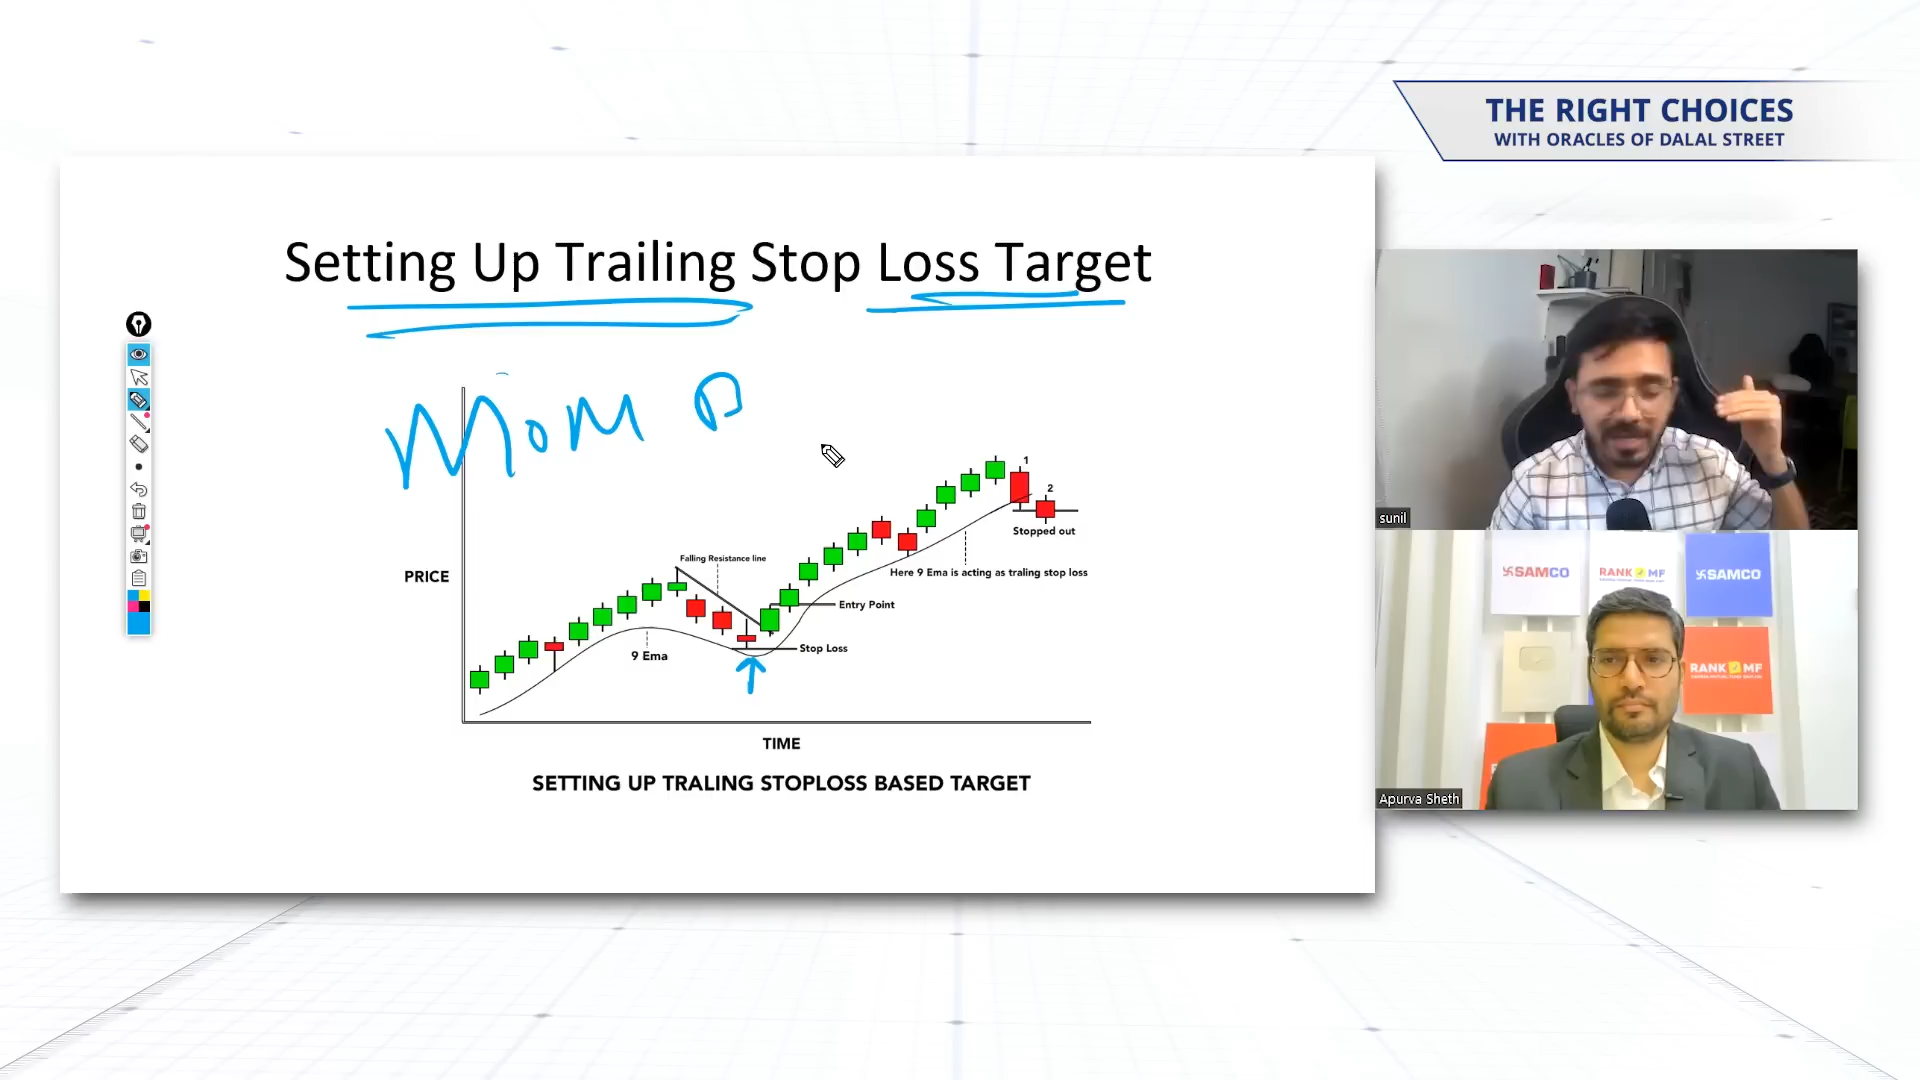 THE RIGHT CHOICES
WITH ORACLES OF DALAL STREET
Setting Up Trailing Stop Loss Target
MOM
1
2
Stopped out
Falling Resistance line
PRICE
Here 9 Ema is acting as traling stop loss
Entry Point
Stop Loss
9 Ema
TIME
SETTING UP TRALING STOPLOSS BASED TARGET
sunil
SAMCO
RANK MF
SAMCO
RANK MF
Apurva Sheth